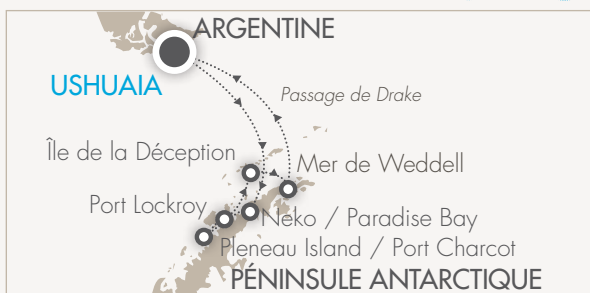 ARGENTINE
USHUAIA
Passage de Drake
Île de la Déception
Mer de Weddell
Port Lockroy
Neko / Paradise Bay
Pleneau Island / Port Charcot
PÉNINSULE ANTARCTIQUE